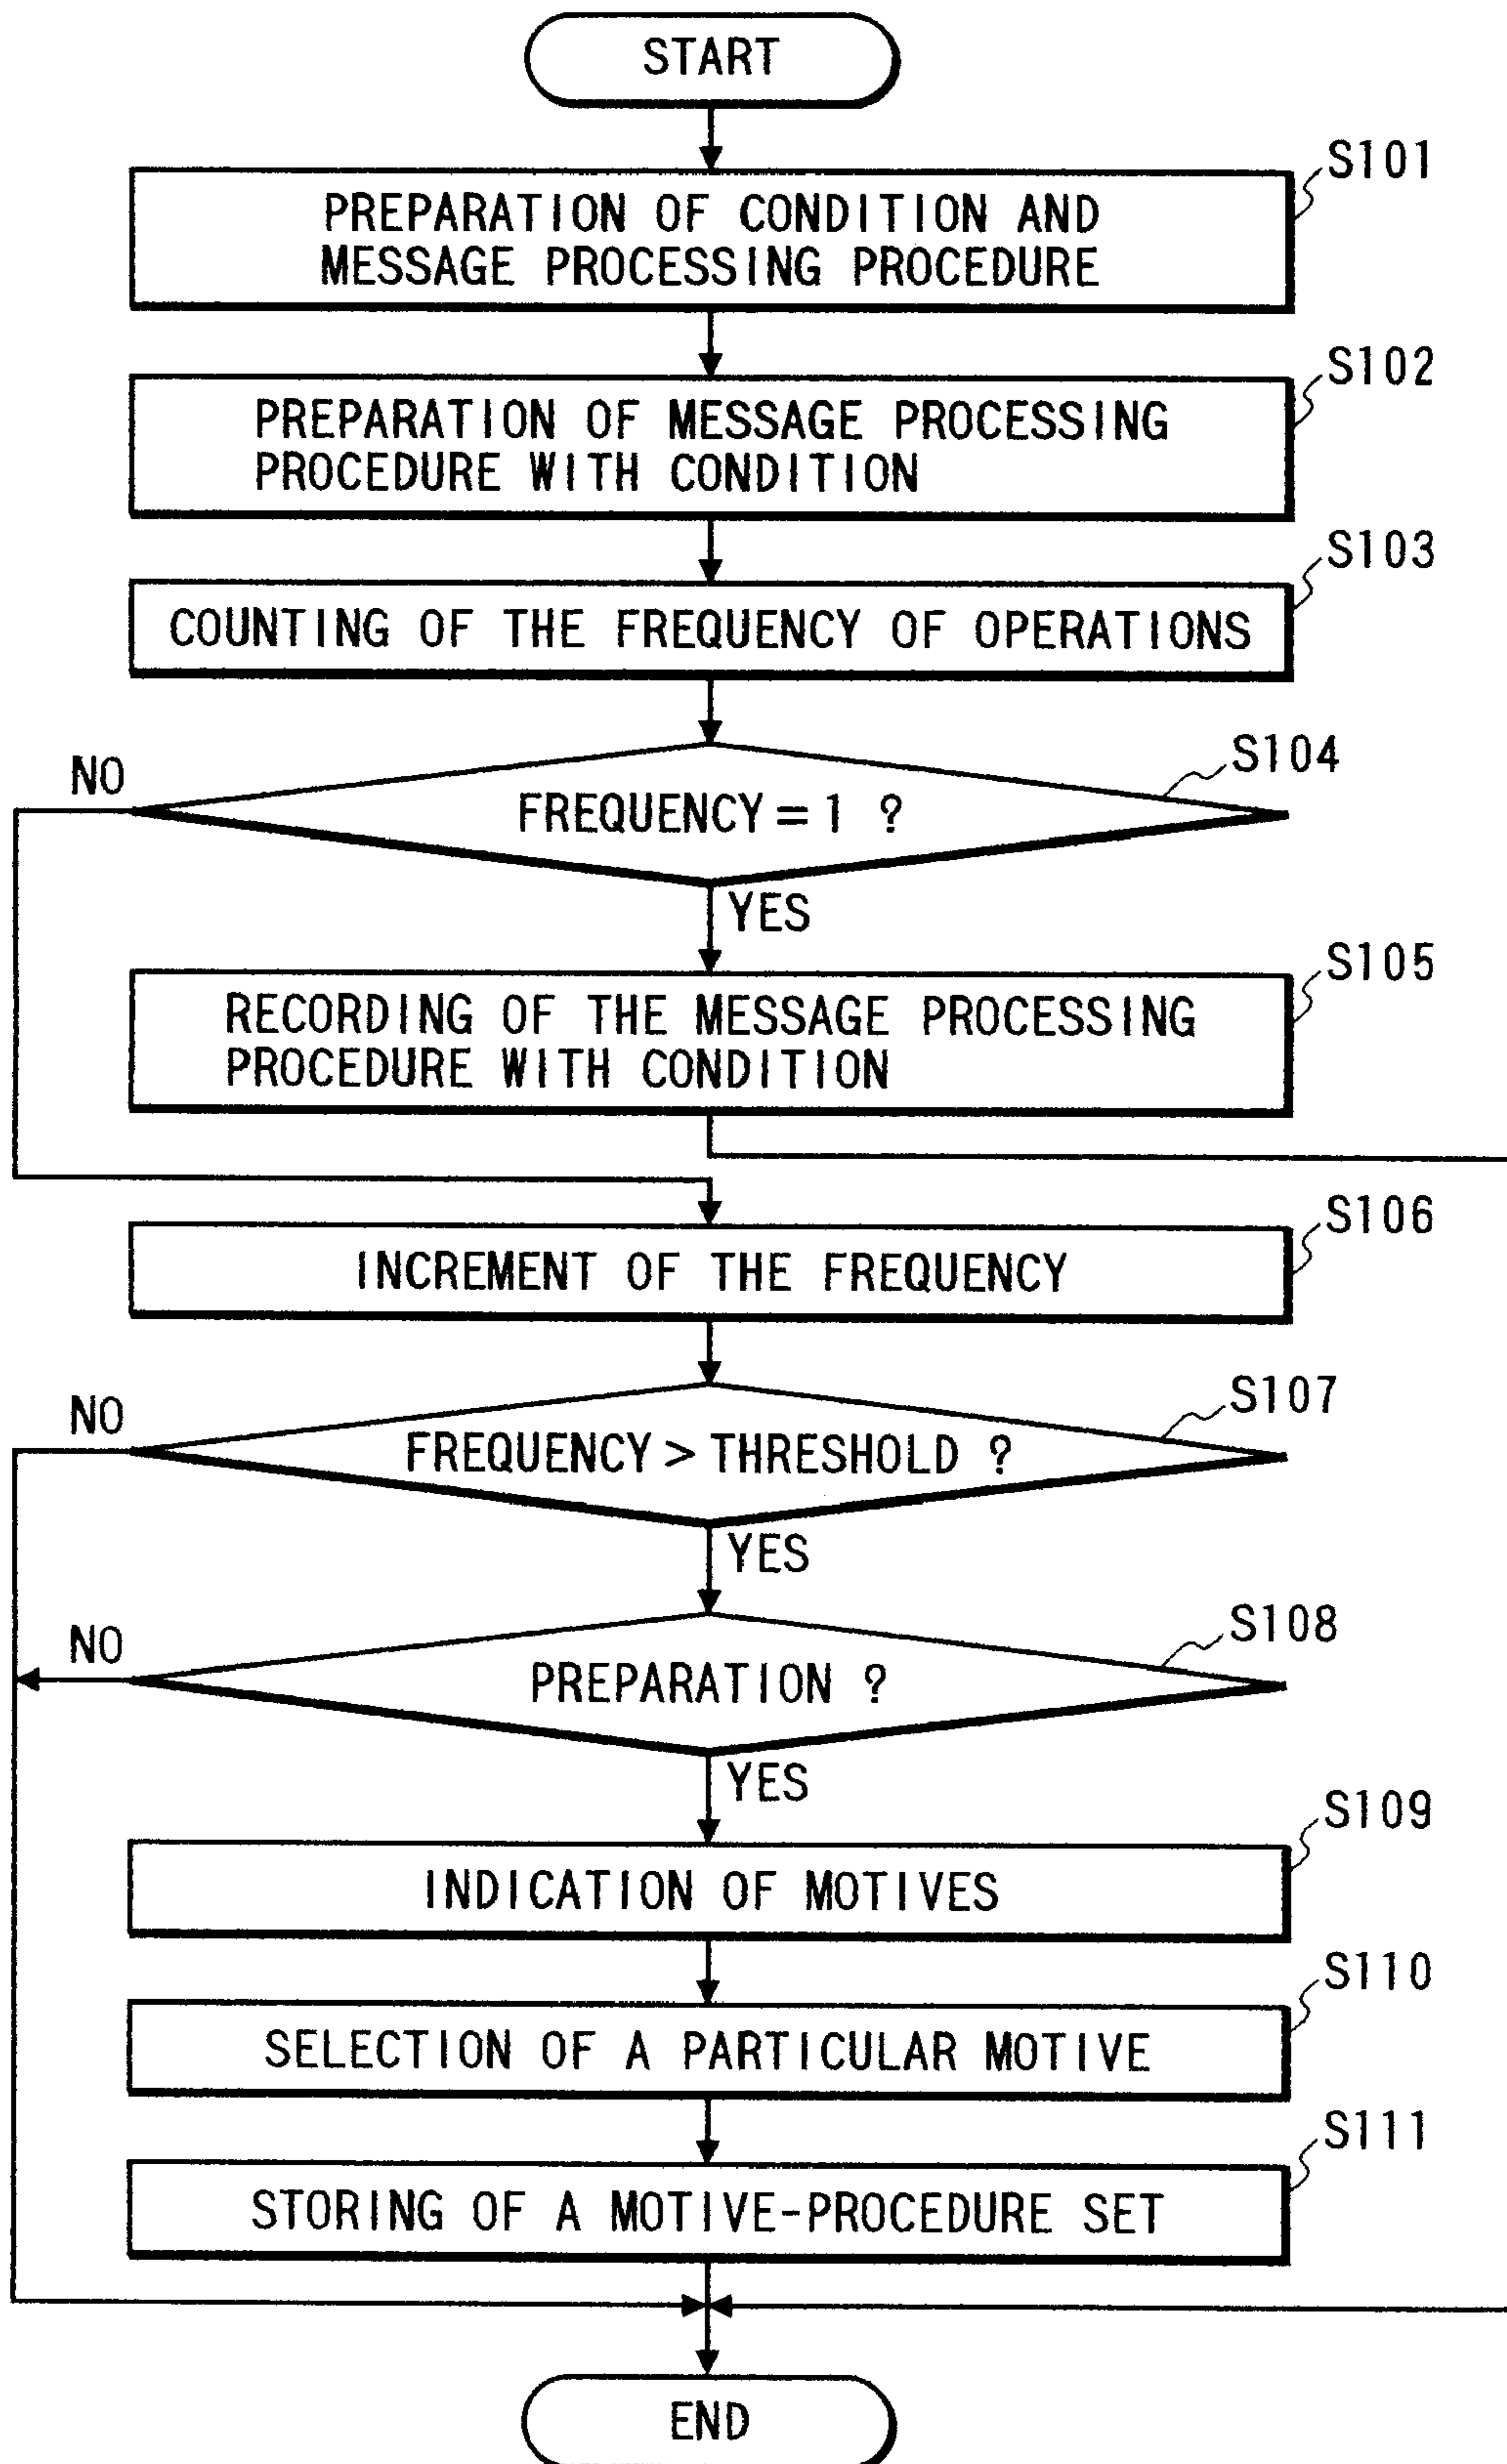 START
S101
PREPARATION OF CONDITION AND
MESSAGE PROCESSING PROCEDURE
S102
PREPARATION OF MESSAGE PROCESSING
PROCEDURE WITH CONDITION
S103
COUNTING OF THE FREQUENCY OF OPERATIONS
S104
NO
FREQUENCY = 1 ?
YES
S105
RECORDING OF THE MESSAGE PROCESSING
PROCEDURE WITH CONDITION
S106
INCREMENT OF THE FREQUENCY
S107
NO
FREQUENCY > THRESHOLD ?
YES
S108
NO
PREPARATION ?
YES
S109
INDICATION OF MOTIVES
S110
SELECTION OF A PARTICULAR MOTIVE
S111
STORING OF A MOTIVE-PROCEDURE SET
END